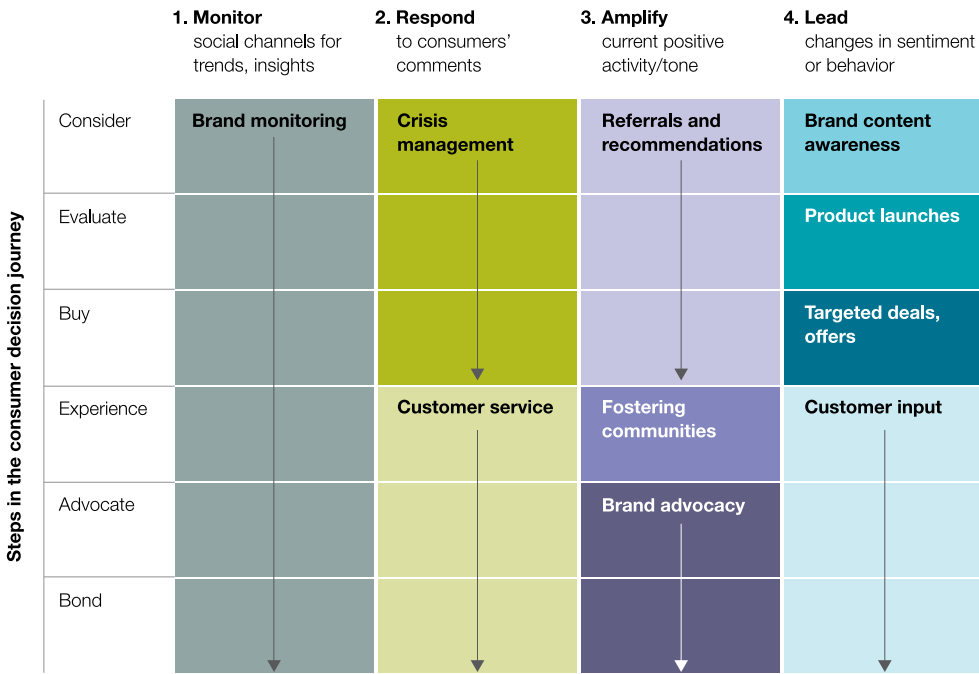 1. Monitor
social channels for
trends, insights
2. Respond
to consumers’
comments
3. Amplify
current positive
activity/tone
4. Lead
changes in sentiment
or behavior
Steps in the consumer decision journey
Consider
Brand monitoring
Crisis
management
Referrals and
recommendations
Brand content
awareness
Evaluate
Product launches
Buy
Targeted deals,
offers
Experience
Customer service
Fostering
communities
Customer input
Advocate
Brand advocacy
Bond